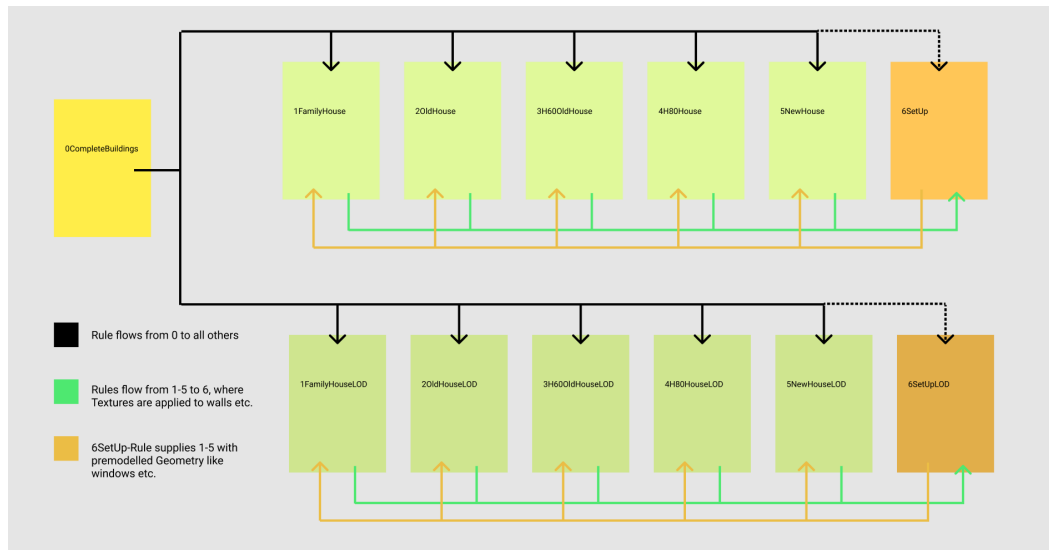 1FamilyHouse
2OldHouse
3H60OldHouse
4H80House
5NewHouse
6SetUp
0CompleteBuildings
Rule flows from 0 to all others
Rules flow from 1-5 to 6, where
Textures are applied to walls etc.
6SetUp-Rule supplies 1-5 with
premodelled Geometry like
windows etc.
1FamilyHouseLOD
2OldHouseLOD
3H60OldHouseLOD
4H80HouseLOD
5NewHouseLOD
6SetUpLOD